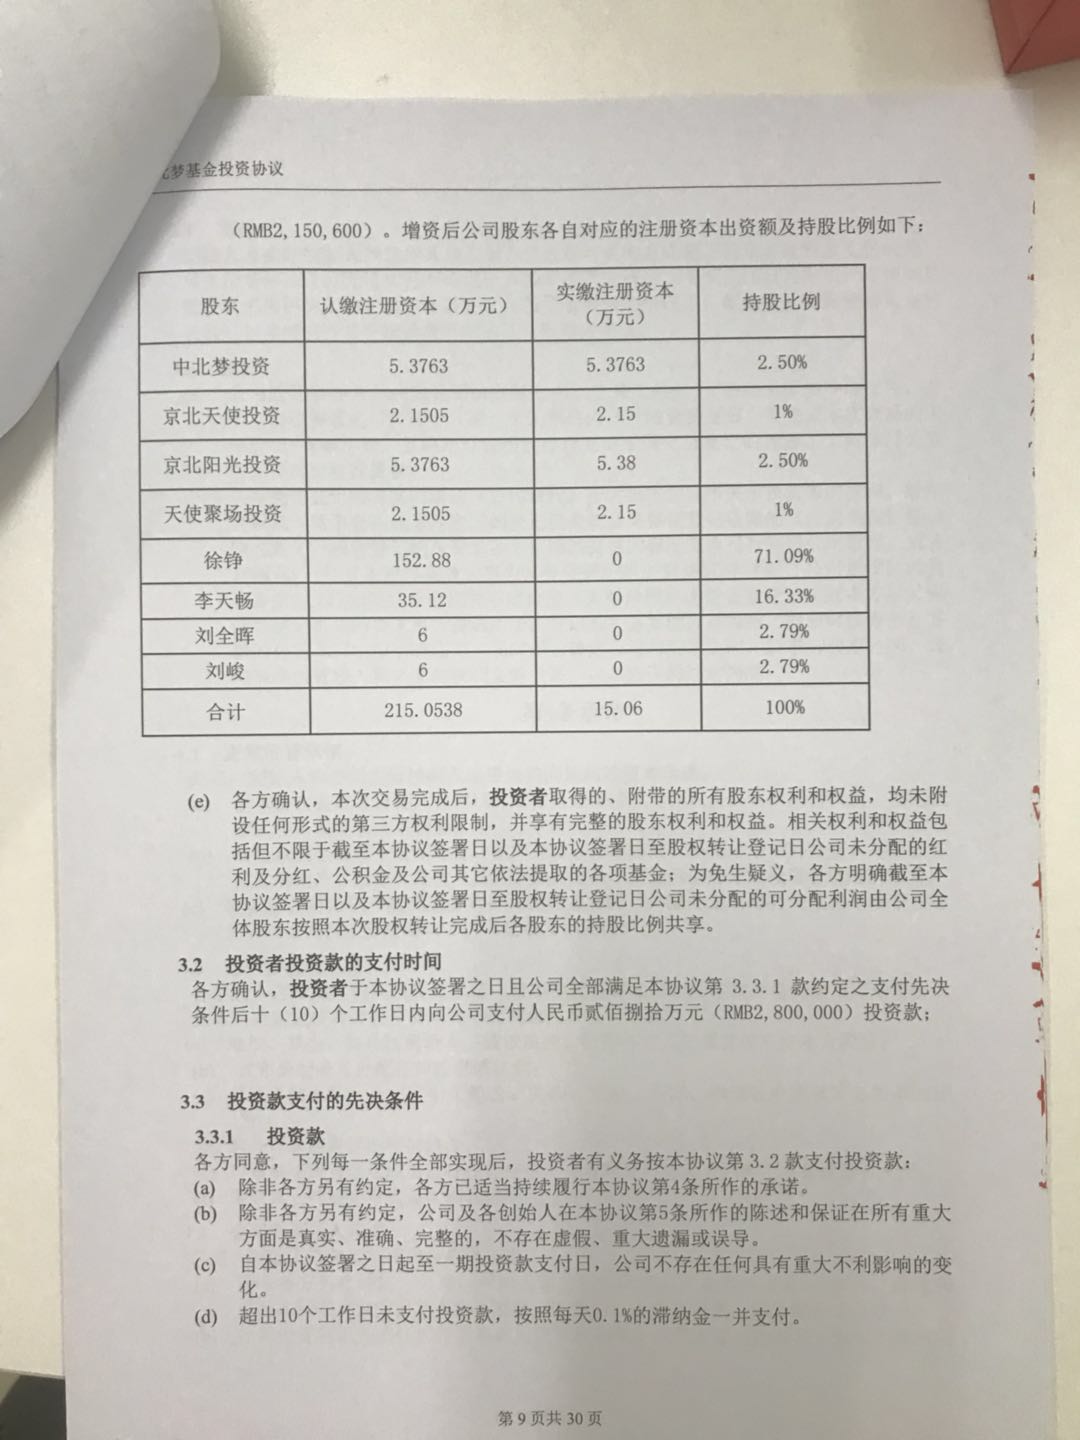 梦基金投资协议
（RMB2,150,600）。增资后公司股东各自对应的注册资本出资额及持股比例如下：
股东 认缴注册资本（万元） 实缴注册资本（万元） 持股比例
中北梦投资 5.3763 5.3763 2.50%
京北天使投资 2.1505 2.15 1%
京北阳光投资 5.3763 5.38 2.50%
天使聚场投资 2.1505 2.15 1%
徐铮 152.88 0 71.09%
李天畅 35.12 0 16.33%
刘全晖 6 0 2.79%
刘峻 6 0 2.79%
合计 215.0538 15.06 100%
(e) 各方确认，本次交易完成后，投资者取得的、附带的所有股东权利和权益，均未附
设任何形式的第三方权利限制，并享有完整的股东权利和权益。相关权利和权益包
括但不限于截至本协议签署日以及本协议签署日至股权转让登记日公司未分配的红
利及分红、公积金及公司其它依法提取的各项基金；为免生疑义，各方明确截至本
协议签署日以及本协议签署日至股权转让登记日公司未分配的可分配利润由公司全
体股东按照本次股权转让完成后各股东的持股比例共享。
3.2 投资者投资款的支付时间
各方确认，投资者于本协议签署之日且公司全部满足本协议第 3.3.1 款约定之支付先决
条件后十（10）个工作日内向公司支付人民币贰佰捌拾万元（RMB2,800,000）投资款；
3.3 投资款支付的先决条件
3.3.1 投资款
各方同意，下列每一条件全部实现后，投资者有义务按本协议第 3.2 款支付投资款：
(a) 除非各方另有约定，各方已适当持续履行本协议第4条所作的承诺。
(b) 除非各方另有约定，公司及各创始人在本协议第5条所作的陈述和保证在所有重大
方面是真实、准确、完整的，不存在虚假、重大遗漏或误导。
(c) 自本协议签署之日起至一期投资款支付日，公司不存在任何具有重大不利影响的变
化。
(d) 超出10个工作日未支付投资款，按照每天0.1%的滞纳金一并支付。
第 9 页共 30 页